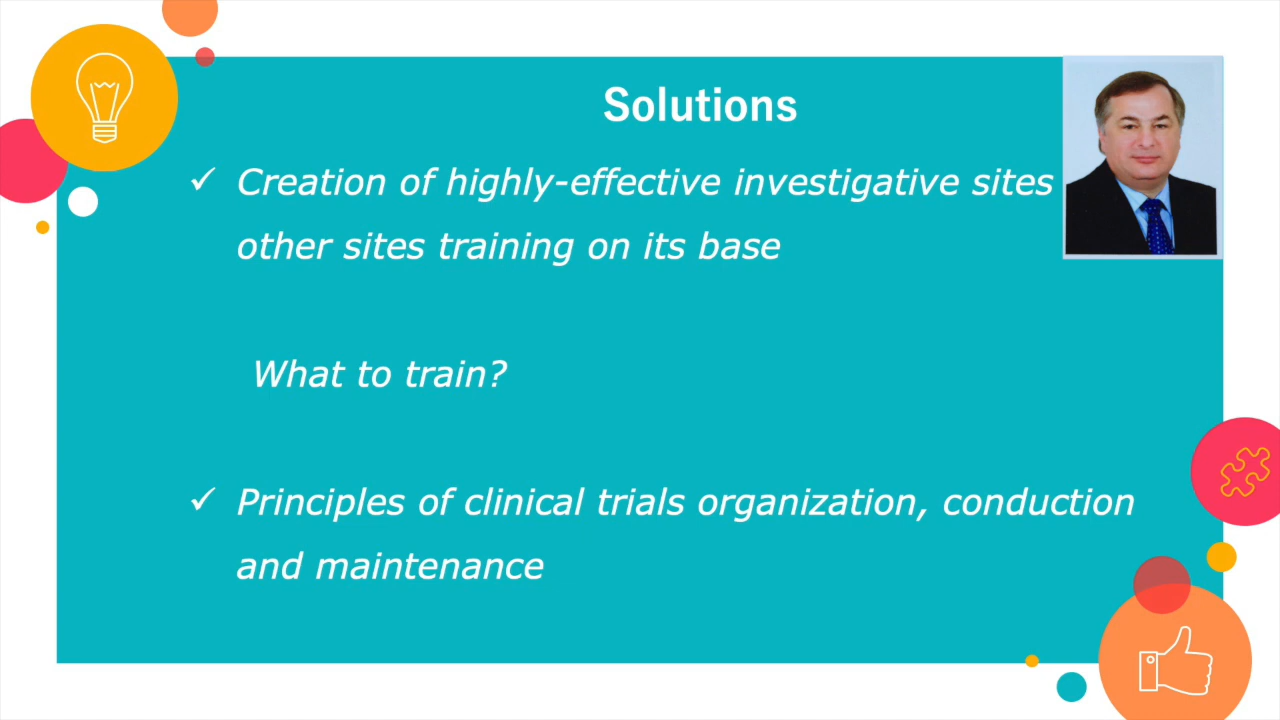 Solutions
✓ Creation of highly-effective investigative sites
other sites training on its base
What to train?
✓ Principles of clinical trials organization, conduction
and maintenance